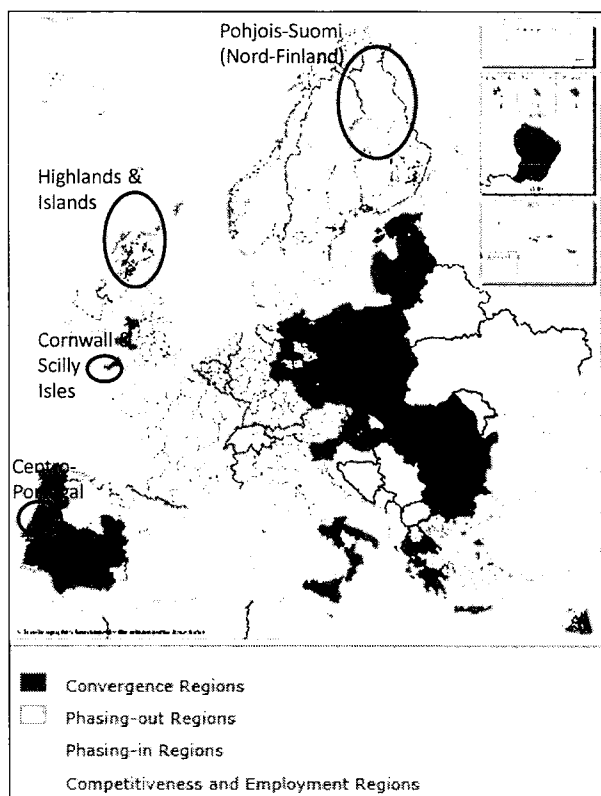 Pohjois-Suomi
(Nord-Finland)
Highlands &
Islands
Cornwall &
Scilly
Isles
Centro-
Portugal
Convergence Regions
Phasing-out Regions
Phasing-in Regions
Competitiveness and Employment Regions